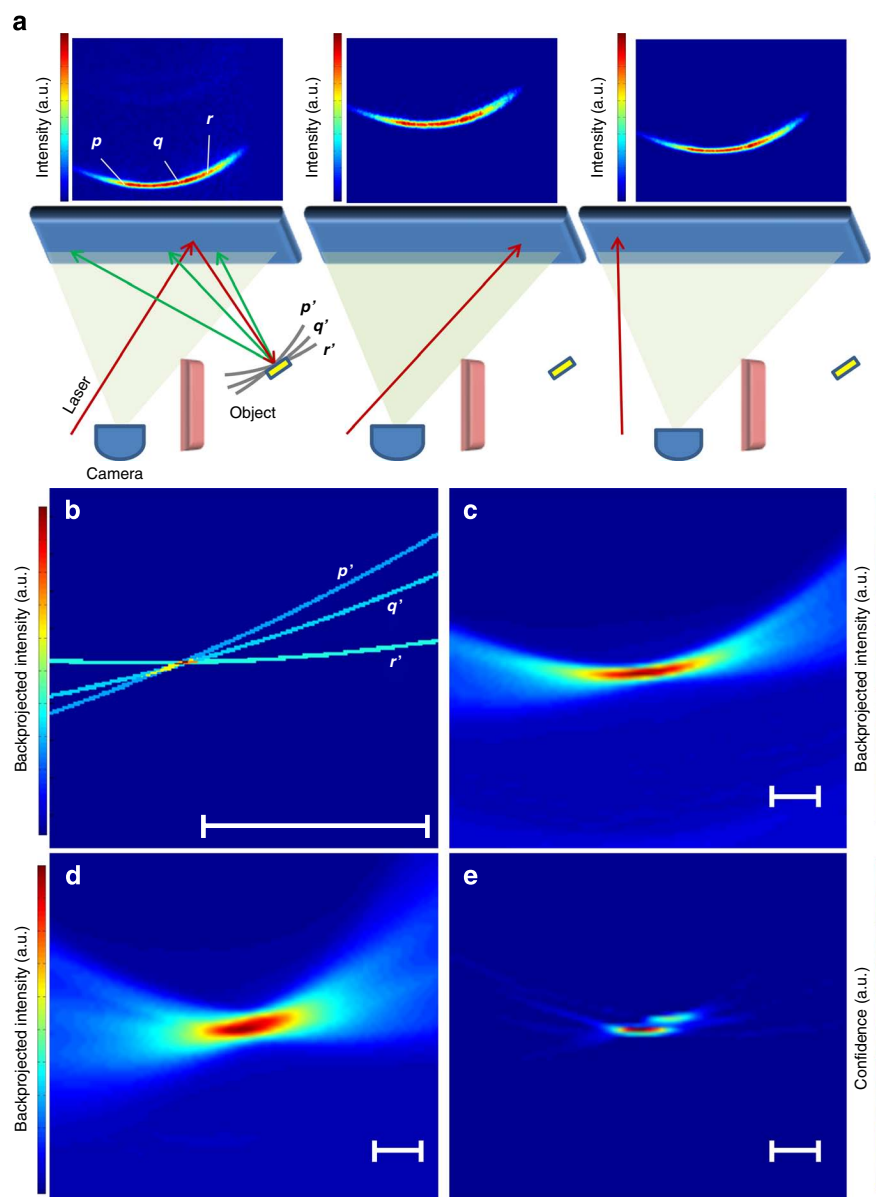 a
Intensity (a.u.)
p
q
r
Intensity (a.u.)
Intensity (a.u.)
Laser
p’
q’
r’
Object
Camera
b
Backprojected intensity (a.u.)
p’
q’
r’
c
Backprojected intensity (a.u.)
d
Backprojected intensity (a.u.)
e
Confidence (a.u.)